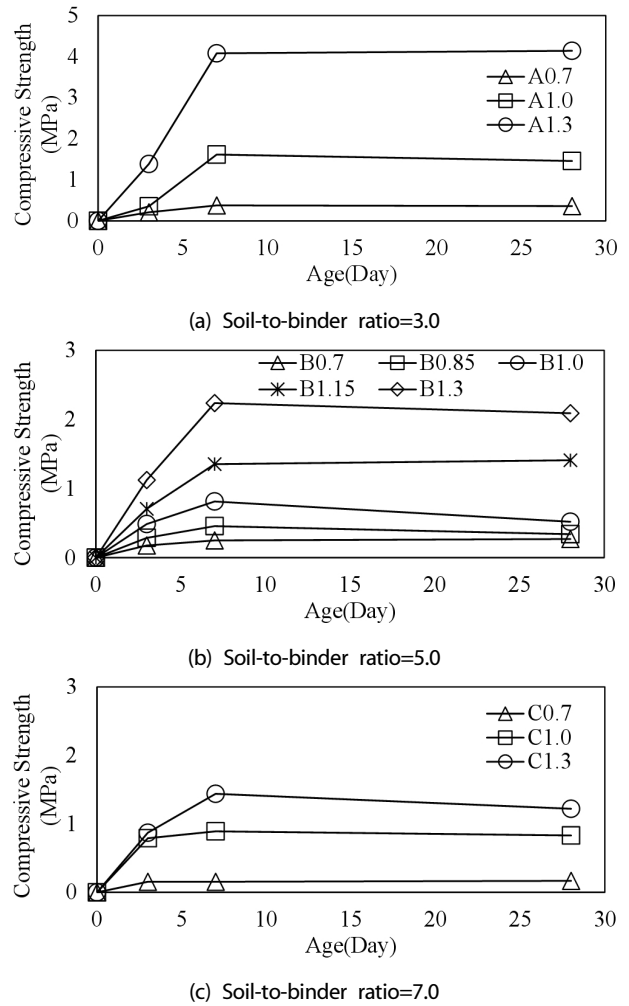 Compressive Strength
(MPa)
5
4
3
2
1
0
A0.7
A1.0
A1.3
0 5 10 15 20 25 30
Age(Day)
(a) Soil-to-binder ratio=3.0
Compressive Strength
(MPa)
3
2
1
0
B0.7 B0.85 B1.0
B1.15 B1.3
0 5 10 15 20 25 30
Age(Day)
(b) Soil-to-binder ratio=5.0
Compressive Strength
(MPa)
3
2
1
0
C0.7
C1.0
C1.3
0 5 10 15 20 25 30
Age(Day)
(c) Soil-to-binder ratio=7.0